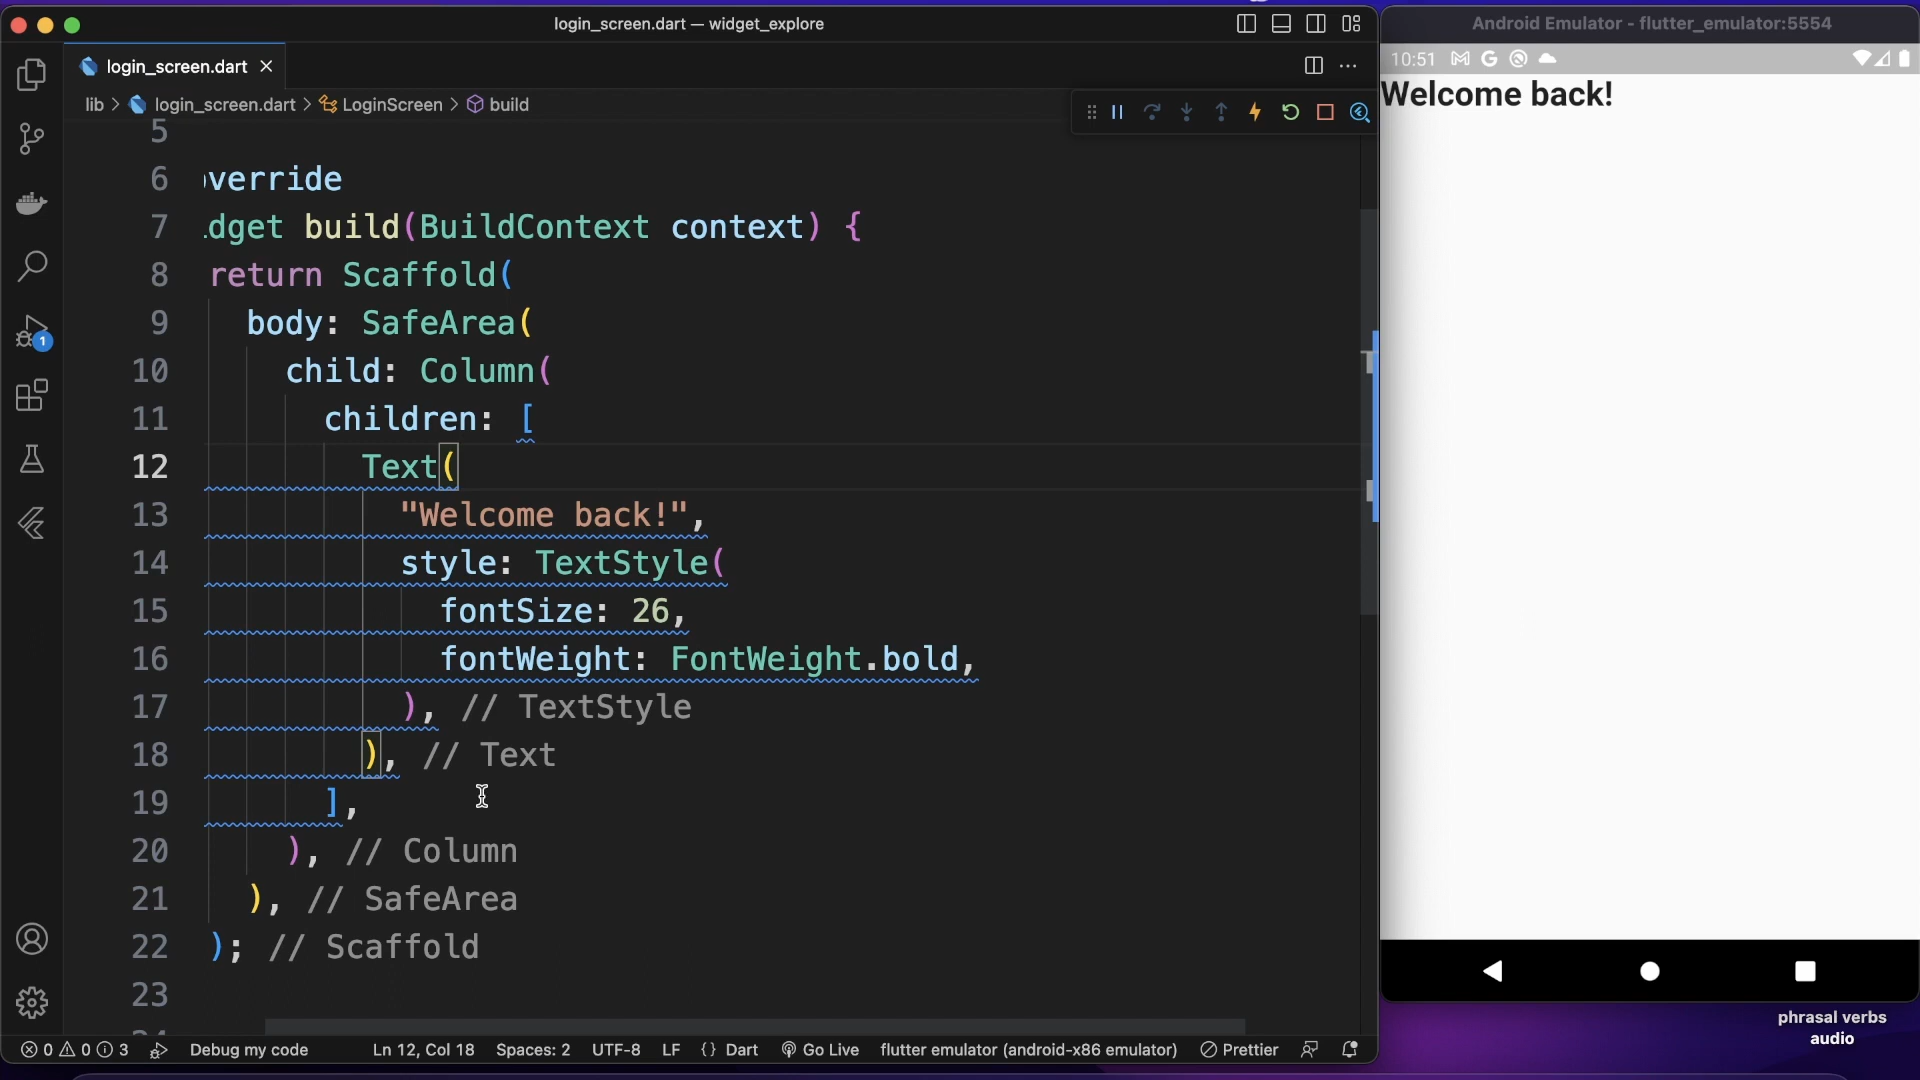 login_screen.dart — widget_explore
login_screen.dart
lib > login_screen.dart > LoginScreen > build
5
6 override
7 dget build(BuildContext context) {
8 return Scaffold(
9 body: SafeArea(
10 child: Column(
11 children: [
12 Text(
13 "Welcome back!",
14 style: TextStyle(
15 fontSize: 26,
16 fontWeight: FontWeight.bold,
17 ), // TextStyle
18 ), // Text
19 ],
20 ), // Column
21 ), // SafeArea
22 ); // Scaffold
23
1
0 0 3 Debug my code Ln 12, Col 18 Spaces: 2 UTF-8 LF {} Dart Go Live flutter emulator (android-x86 emulator) Prettier
Android Emulator - flutter_emulator:5554
10:51
Welcome back!
phrasal verbs
audio